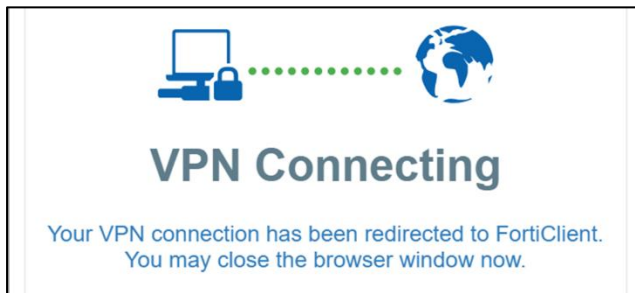 VPN Connecting
Your VPN connection has been redirected to FortiClient.
You may close the browser window now.